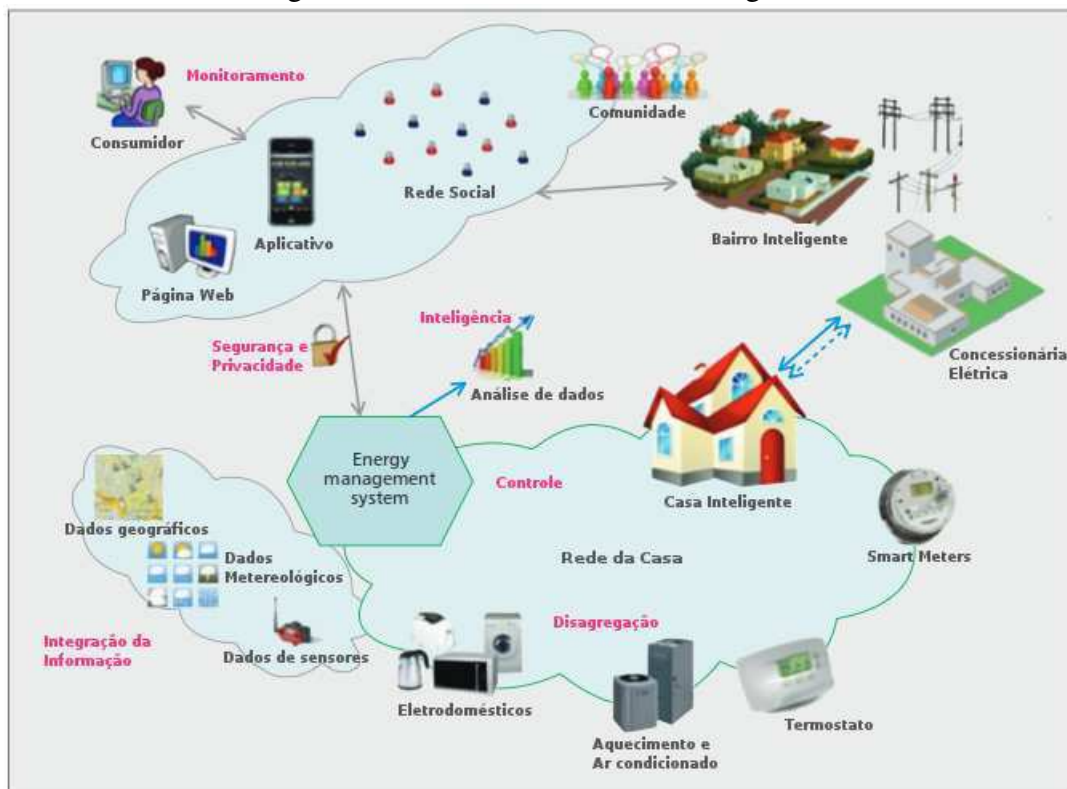 Monitoramento
Consumidor
Comunidade
Rede Social
Aplicativo
Página Web
Bairro Inteligente
Segurança e
Privacidade
Inteligência
Análise de dados
Concessionária
Elétrica
Energy
management
system
Controle
Casa Inteligente
Dados geográficos
Dados
Metereológicos
Rede da Casa
Smart Meters
Integração da
Informação
Dados de sensores
Disagregação
Eletrodomésticos
Termostato
Aquecimento e
Ar condicionado